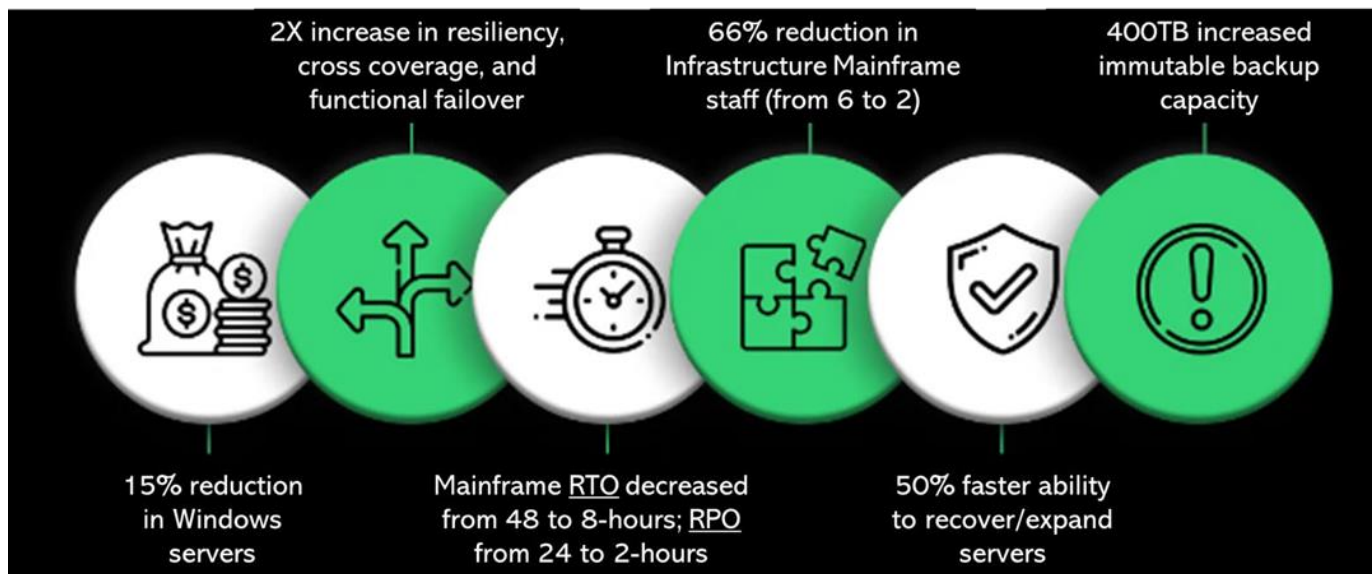 2X increase in resiliency,
cross coverage, and
functional failover
66% reduction in
Infrastructure Mainframe
staff (from 6 to 2)
400TB increased
immutable backup
capacity
$
$
15% reduction
in Windows
servers
Mainframe RTO decreased
from 48 to 8-hours; RPO
from 24 to 2-hours
50% faster ability
to recover/expand
servers